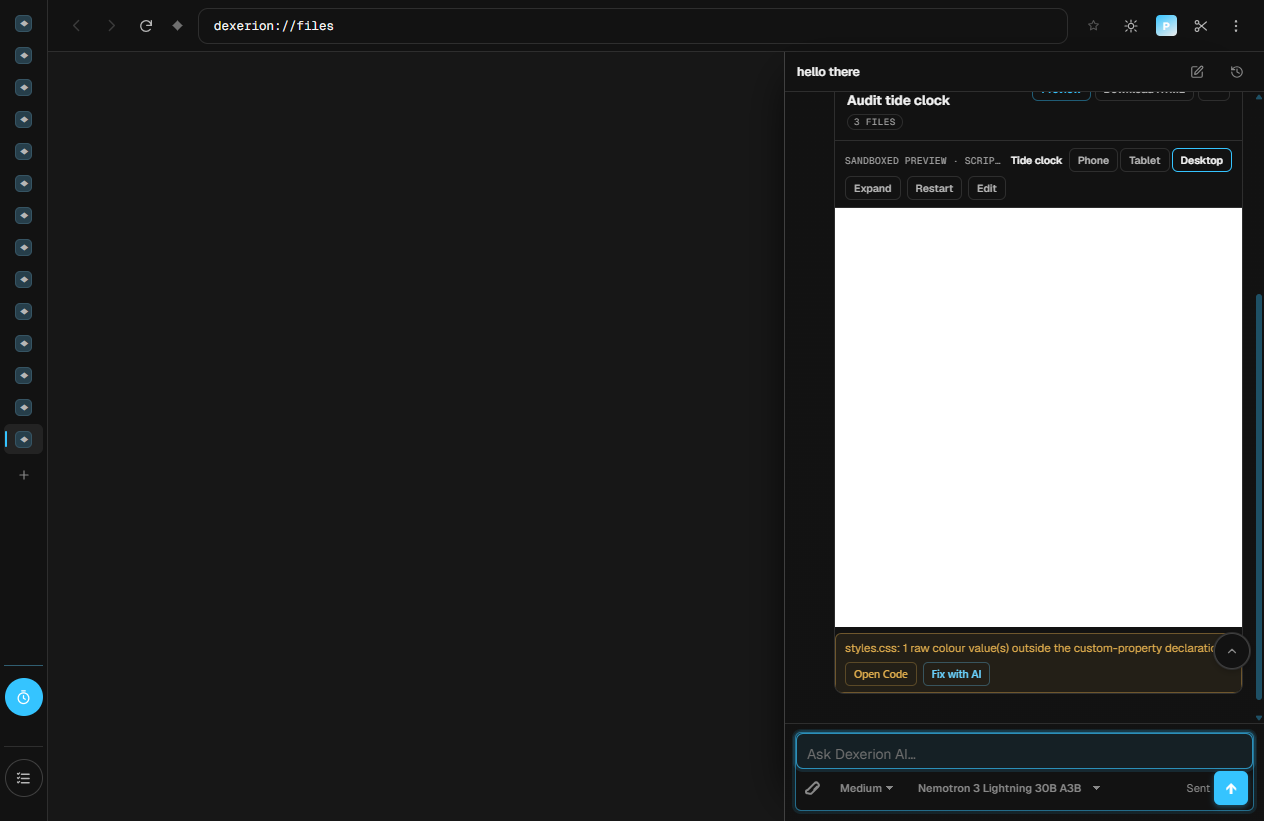 dexerion://files
P
hello there
Audit tide clock
3 FILES
SANDBOXED PREVIEW · SCRIP… Tide clock Phone Tablet Desktop
Expand Restart Edit
styles.css: 1 raw colour value(s) outside the custom-property
Open Code Fix with AI
Ask Dexerion AI…
Medium Nemotron 3 Lightning 30B A3B Sent